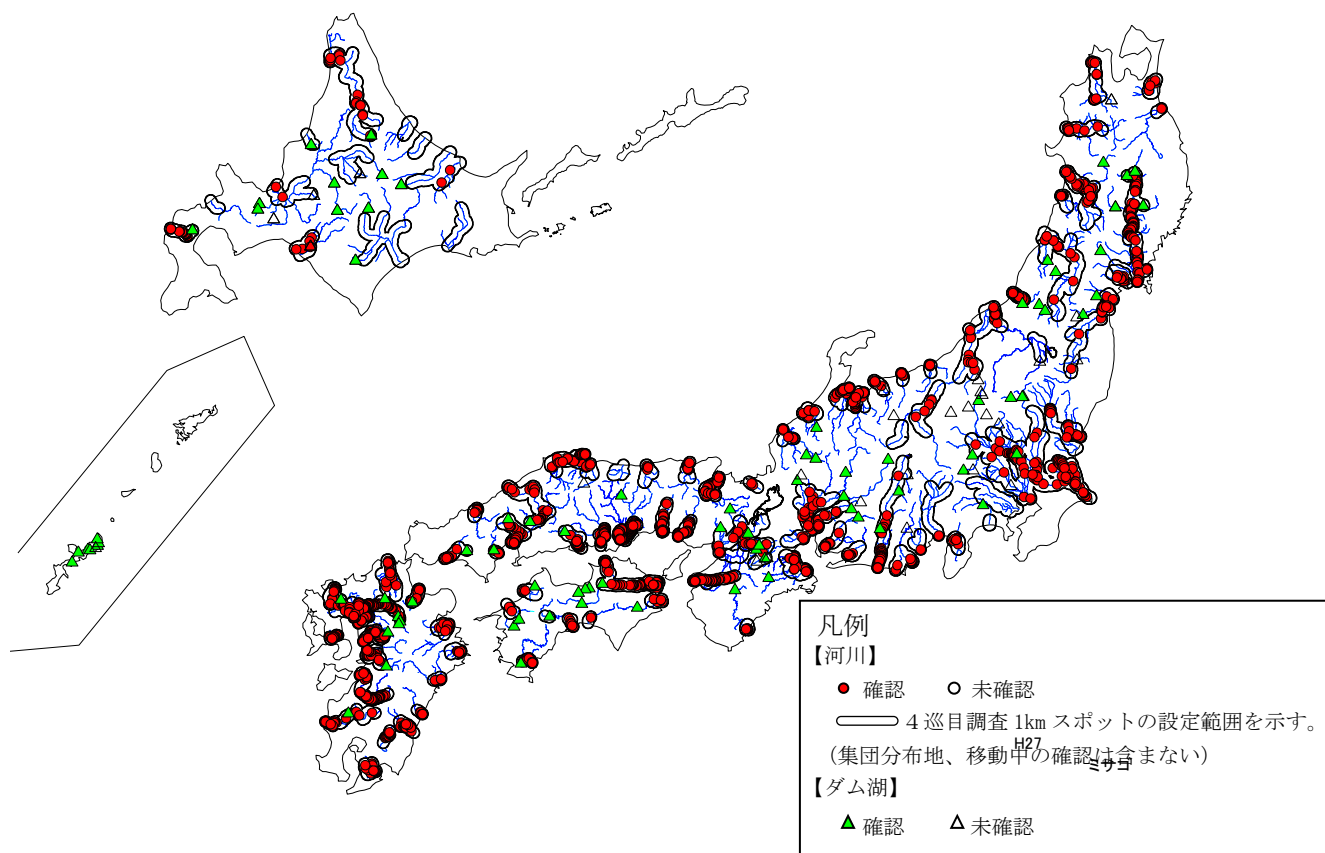 凡例
【河川】
確認 未確認
4巡目調査 1km スポットの設定範囲を示す。
H27
(集団分布地、移動中の確認は含まない)
ミサゴ
【ダム湖】
確認 未確認